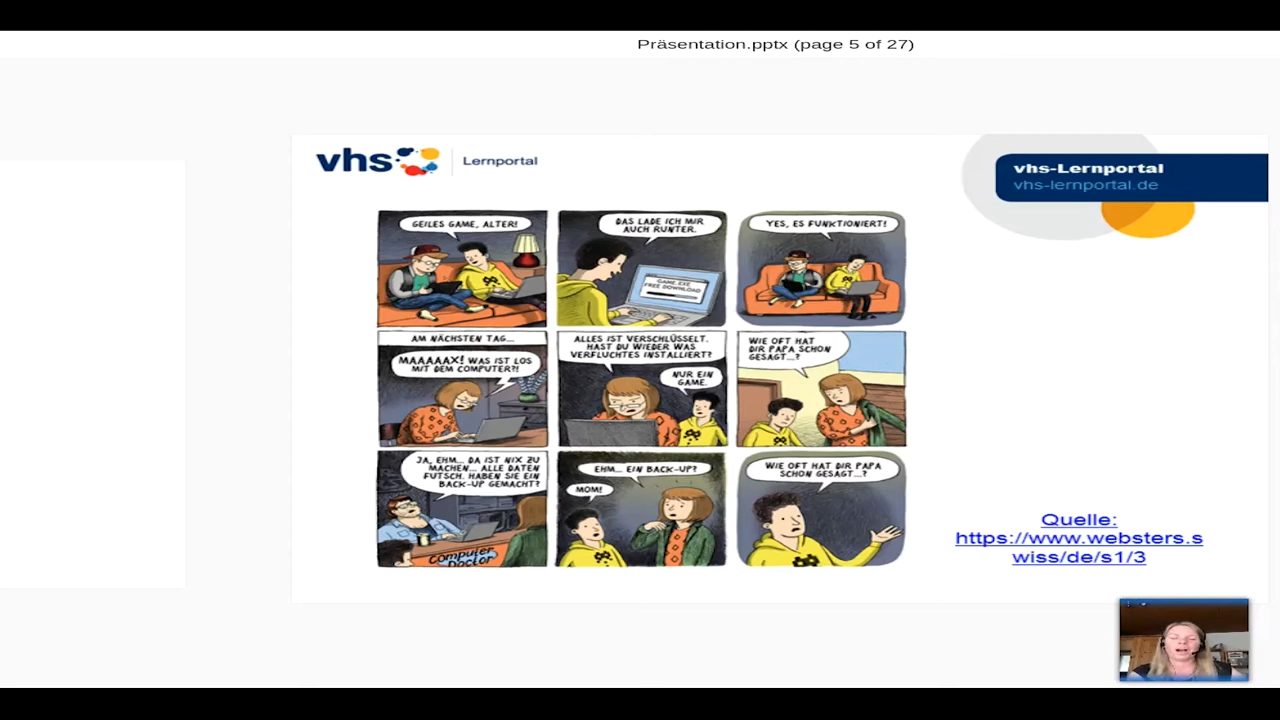 Präsentation.pptx (page 5 of 27)
vhs
Lernportal
vhs-Lernportal
vhs-lernportal.de
GEILES GAME, ALTER!
DAS LADE ICH MIR
AUCH RUNTER.
GAME.EXE
FREE DOWNLOAD
YES, ES FUNKTIONIERT!
AM NÄCHSTEN TAG...
MAAAAAX! WAS IST LOS
MIT DEM COMPUTER?!
ALLES IST VERSCHLÜSSELT.
HAST DU WIEDER WAS
VERFLUCHTES INSTALLIERT?
NUR EIN
GAME.
WIE OFT HAT
DIR PAPA SCHON
GESAGT...?
JA, EHM... DA IST NIX ZU
MACHEN... ALLE DATEN
FUTSCH. HABEN SIE EIN
BACK-UP GEMACHT?
Computer
Doctor
EHM... EIN BACK-UP?
MOM!
WIE OFT HAT DIR PAPA
SCHON GESAGT...?
Quelle:
https://www.websters.s
wiss/de/s1/3